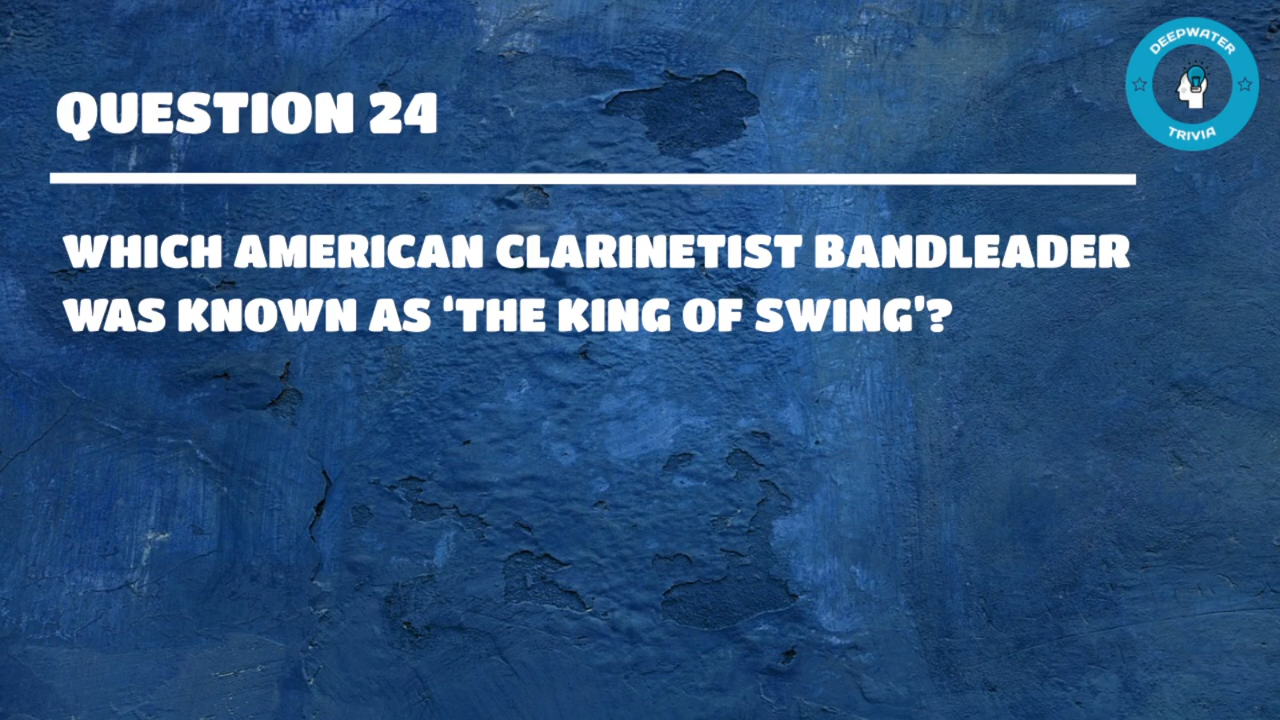 DEEPWATER
TRIVIA
QUESTION 24
WHICH AMERICAN CLARINETIST BANDLEADER
WAS KNOWN AS ‘THE KING OF SWING’?